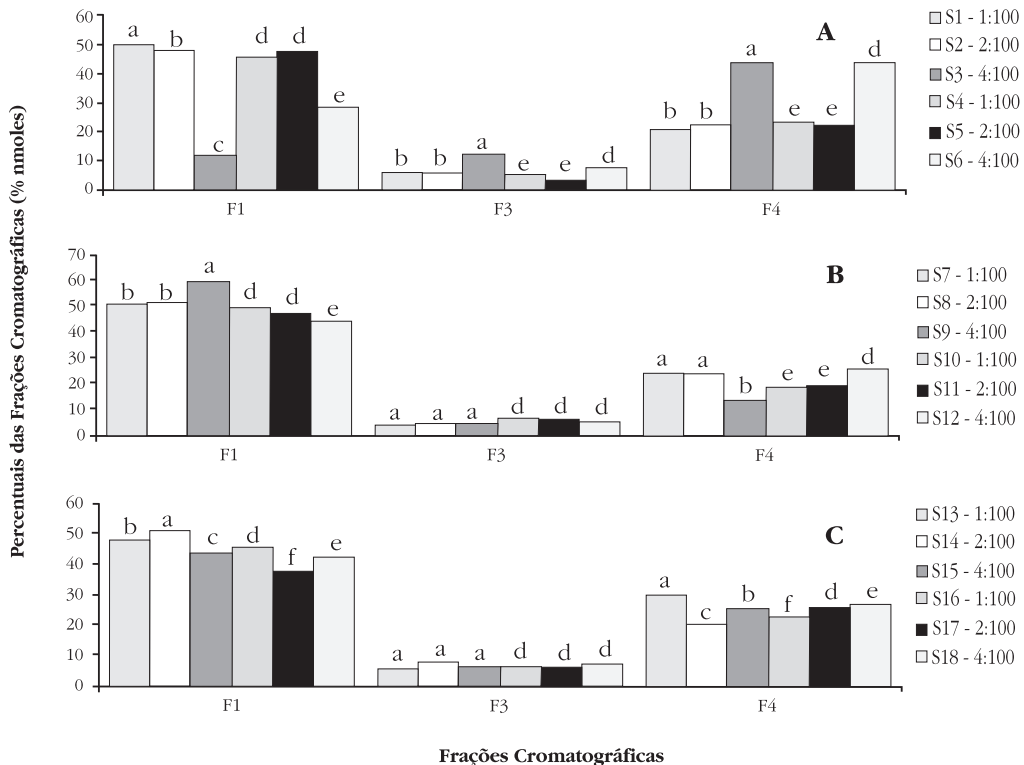 Percentuais das Frações Cromatográficas (% nmoles)
A
60
50
40
30
20
10
0
a b c d d e
b b a e e d
b b a e e d
F1 F3 F4
S1 - 1:100
S2 - 2:100
S3 - 4:100
S4 - 1:100
S5 - 2:100
S6 - 4:100
B
70
60
50
40
30
20
10
0
b b a d d e
a a a d d d
a a b e e d
F1 F3 F4
S7 - 1:100
S8 - 2:100
S9 - 4:100
S10 - 1:100
S11 - 2:100
S12 - 4:100
C
60
50
40
30
20
10
0
b a c d f e
a a a d d d
a c b f d e
F1 F3 F4
S13 - 1:100
S14 - 2:100
S15 - 4:100
S16 - 1:100
S17 - 2:100
S18 - 4:100
Frações Cromatográficas